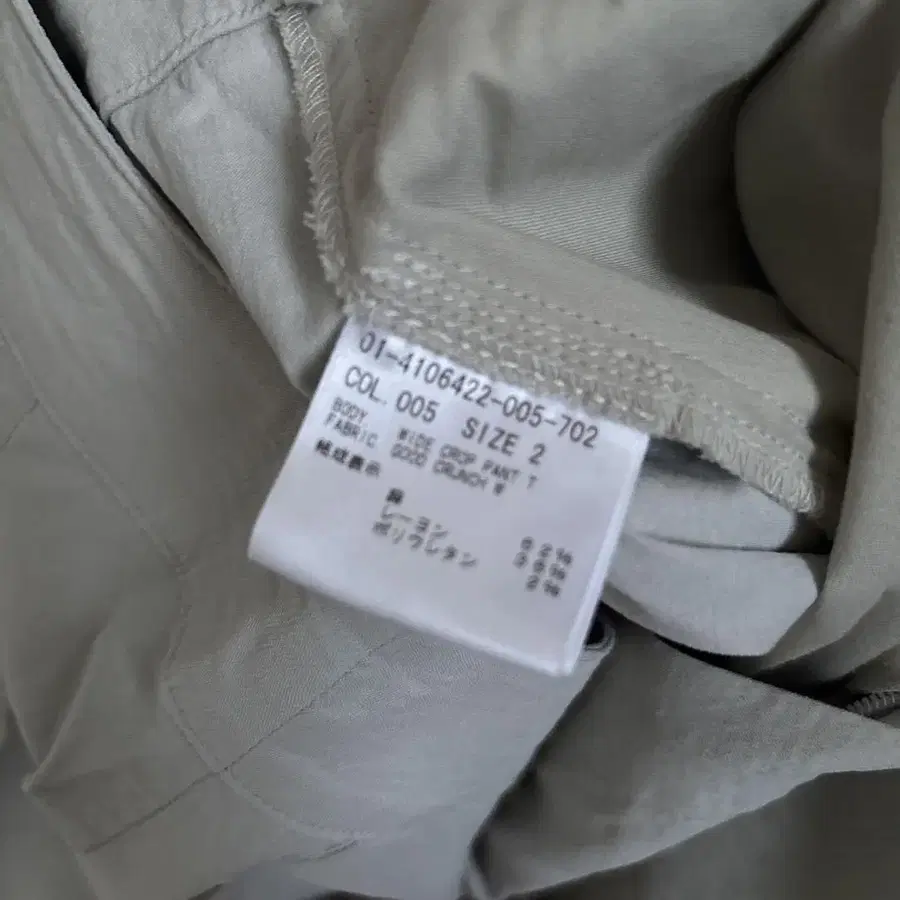 01-4106422-005-702
COL. 005 SIZE 2
BODY WIDE CROP PANT T
FABRIC GOOD CRUNCH W
組成表示
綿 62%
レーヨン 36%
ポリウレタン 2%